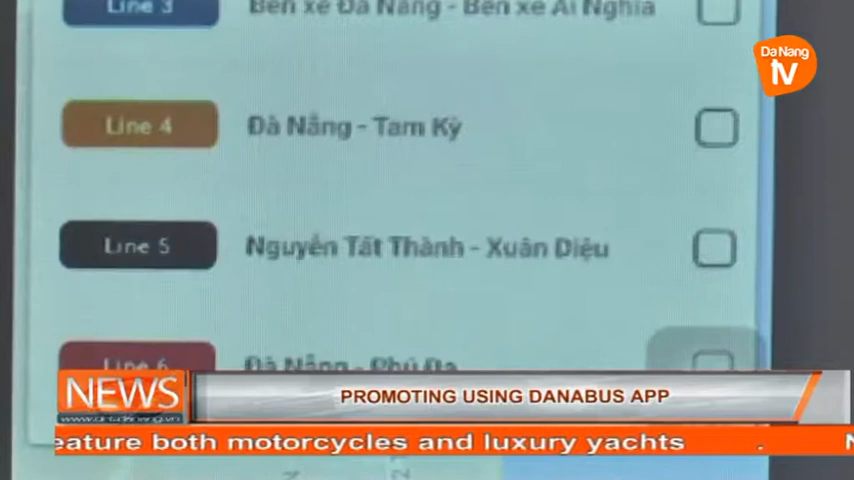 Line 3 Bến xe Đà Nẵng - Bến xe Ái Nghĩa
Da Nang
tv
Line 4 Đà Nẵng - Tam Kỳ
Line 5 Nguyễn Tất Thành - Xuân Diệu
Line 6 Đà Nẵng - Phú Đa
NEWS
PROMOTING USING DANABUS APP
eature both motorcycles and luxury yachts . N